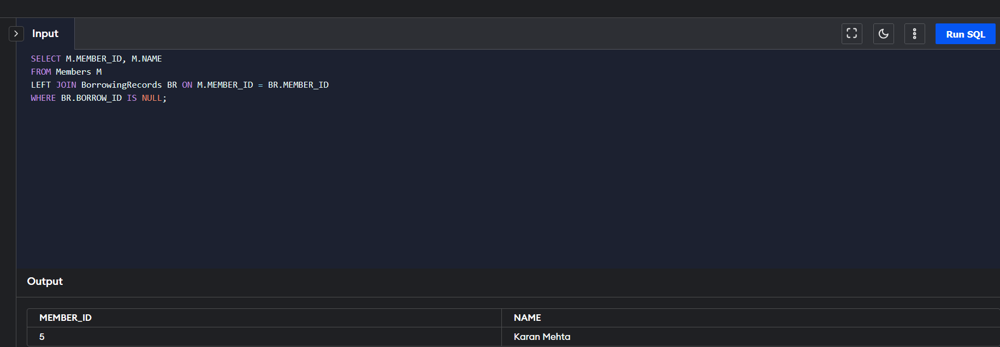 Input
Run SQL
SELECT M.MEMBER_ID, M.NAME
FROM Members M
LEFT JOIN BorrowingRecords BR ON M.MEMBER_ID = BR.MEMBER_ID
WHERE BR.BORROW_ID IS NULL;
Output
MEMBER_ID NAME
5 Karan Mehta